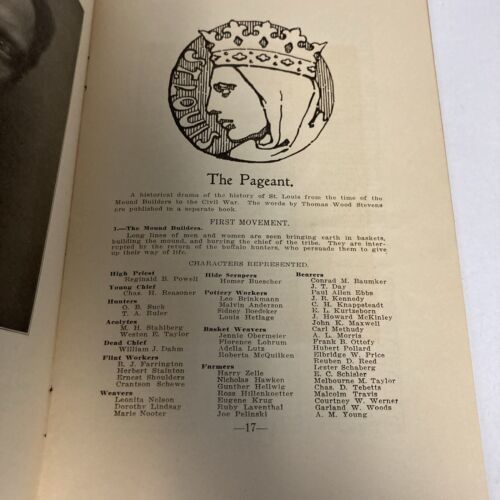 ST LOUIS
The Pageant.
A historical drama of the history of St. Louis from the time of the
Mound Builders to the Civil War. The words by Thomas Wood Stevens
are published in a separate book.
FIRST MOVEMENT.
1.—The Mound Builders.
Long lines of men and women are seen bringing earth in baskets,
building the mound, and burying the chief of the tribe. They are inter-
rupted by the return of the buffalo hunters, who persuade them to give
up their way of life.
CHARACTERS REPRESENTED.
High Priest
Reginald B. Powell
Young Chief
Chas. H. Reasoner
Hunters
O. B. Suck
T. A. Ruler
Acolytes
M. H. Stahlberg
Weston E. Taylor
Dead Chief
William J. Dahm
Flint Workers
R. J. Farrington
Herbert Stainton
Ernest Shoulders
Crantson Schewe
Weavers
Leonita Nelson
Dorothy Lindsay
Marie Nooter
Hide Scrapers
Homer Buescher
Pottery Workers
Leo Brinkmann
Malvin Anderson
Sidney Boedeker
Louis Hetlage
Basket Weavers
Jennie Obermeier
Florence Lohrum
Adella Lutz
Roberta McQuilken
Farmers
Harry Zelle
Nicholas Hawken
Gunther Hellwig
Ross Hillenkoetter
Eugene Krug
Ruby Laventhal
Joe Pelinski
Bearers
Conrad M. Baumker
J. T. Day
Paul Allen Ebbs
J. R. Kennedy
C. H. Knappsteadt
E. L. Kurtzeborn
J. Howard McKinley
John K. Maxwell
Carl Methudy
A. L. Morris
Frank B. Ottofy
Hubert Pollard
Elbridge W. Price
Reuben D. Reed
Lester Schaberg
E. C. Schisler
Melbourne M. Taylor
Chas. D. Tebetts
Malcolm Travis
Courtney W. Werner
Garland W. Woods
A. M. Young
—17—